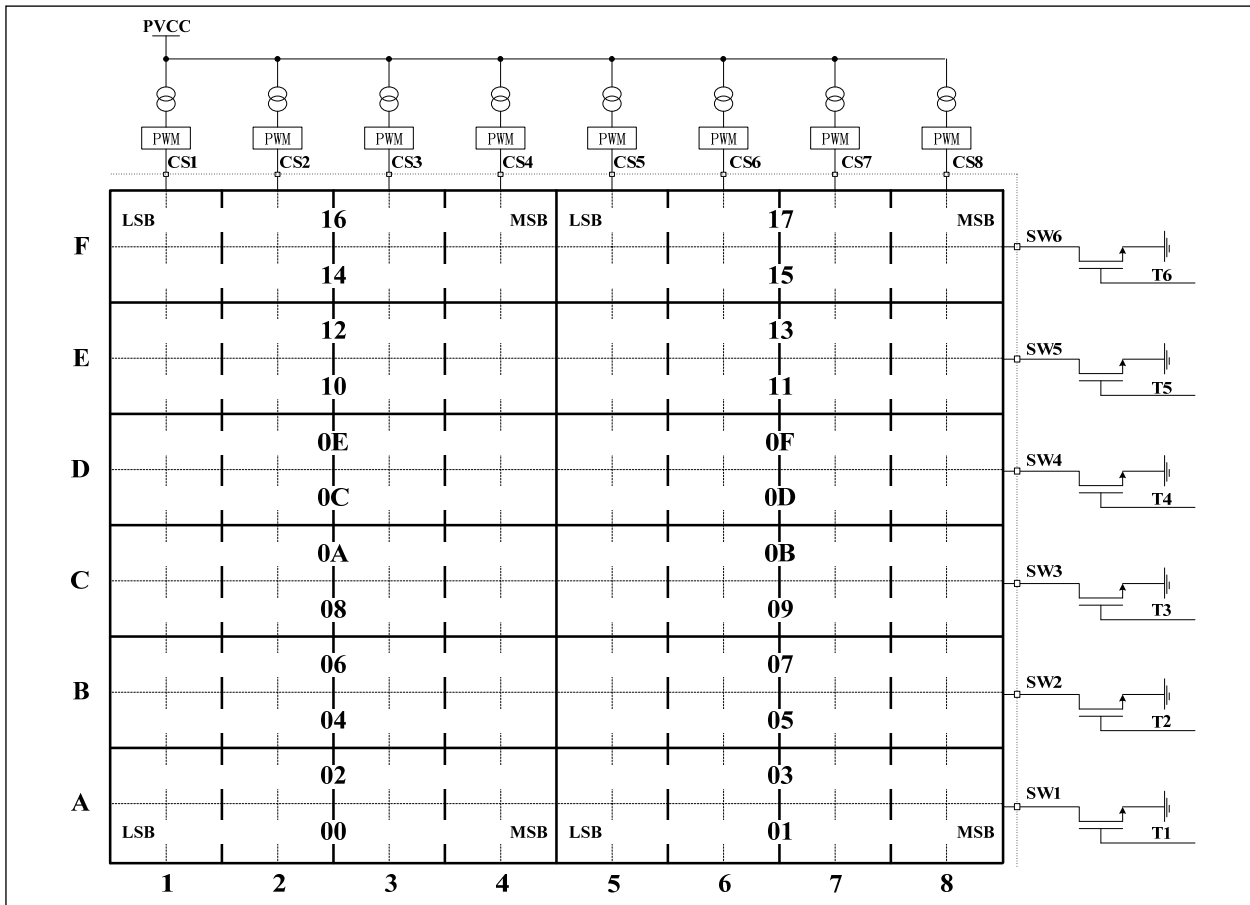 PVCC
PWM PWM PWM PWM PWM PWM PWM PWM
CS1 CS2 CS3 CS4 CS5 CS6 CS7 CS8
LSB 16 MSB LSB 17 MSB
F SW6
14 15 T6
12 13
E SW5
10 11 T5
0E 0F
D SW4
0C 0D T4
0A 0B
C SW3
08 09 T3
06 07
B SW2
04 05 T2
02 03
A SW1
LSB 00 MSB LSB 01 MSB T1
1 2 3 4 5 6 7 8